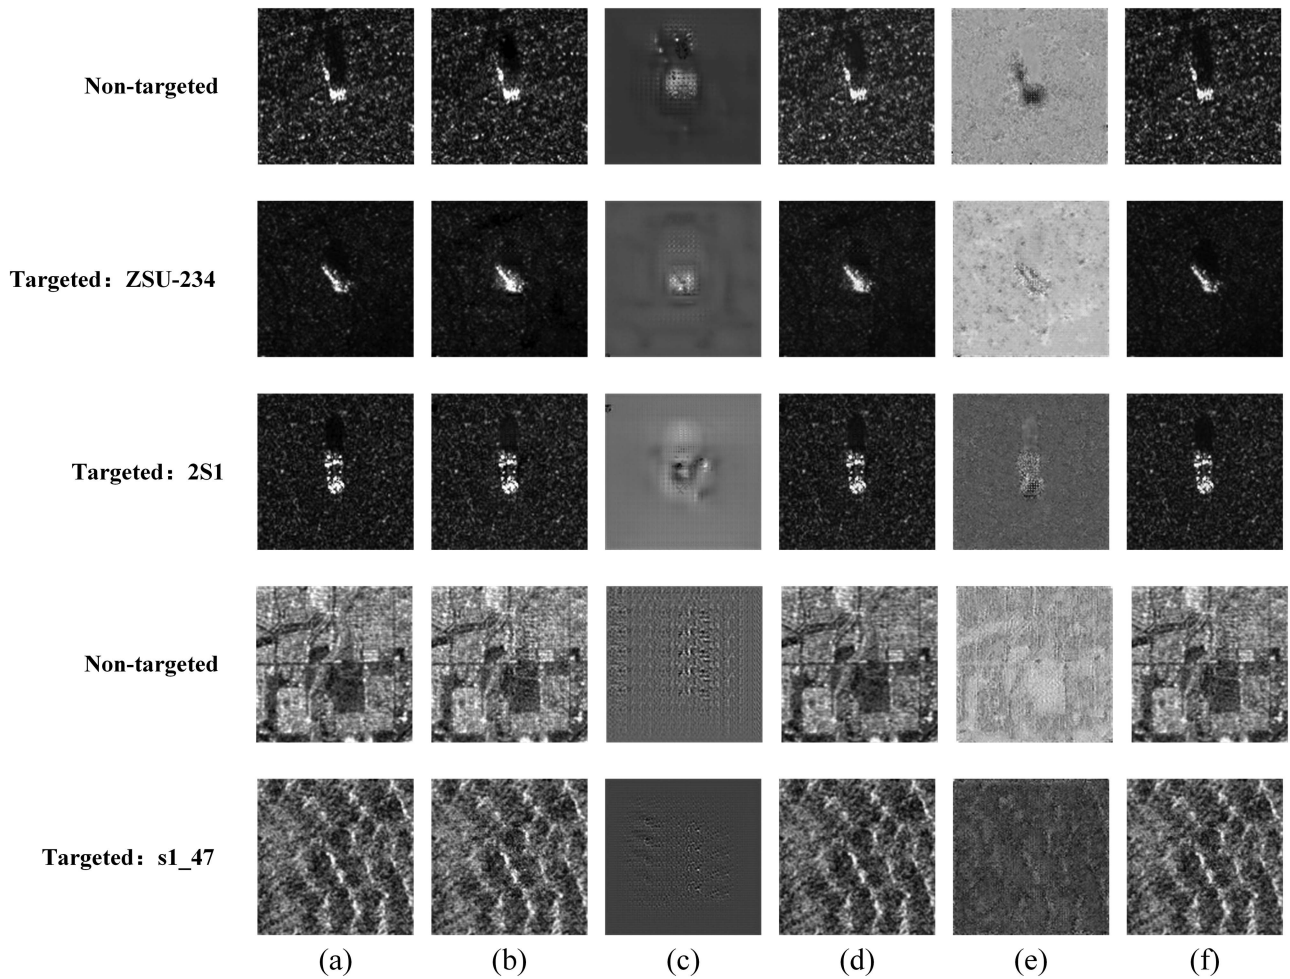 Non-targeted
Targeted：ZSU-234
Targeted：2S1
Non-targeted
Targeted：s1_47
(a) (b) (c) (d) (e) (f)